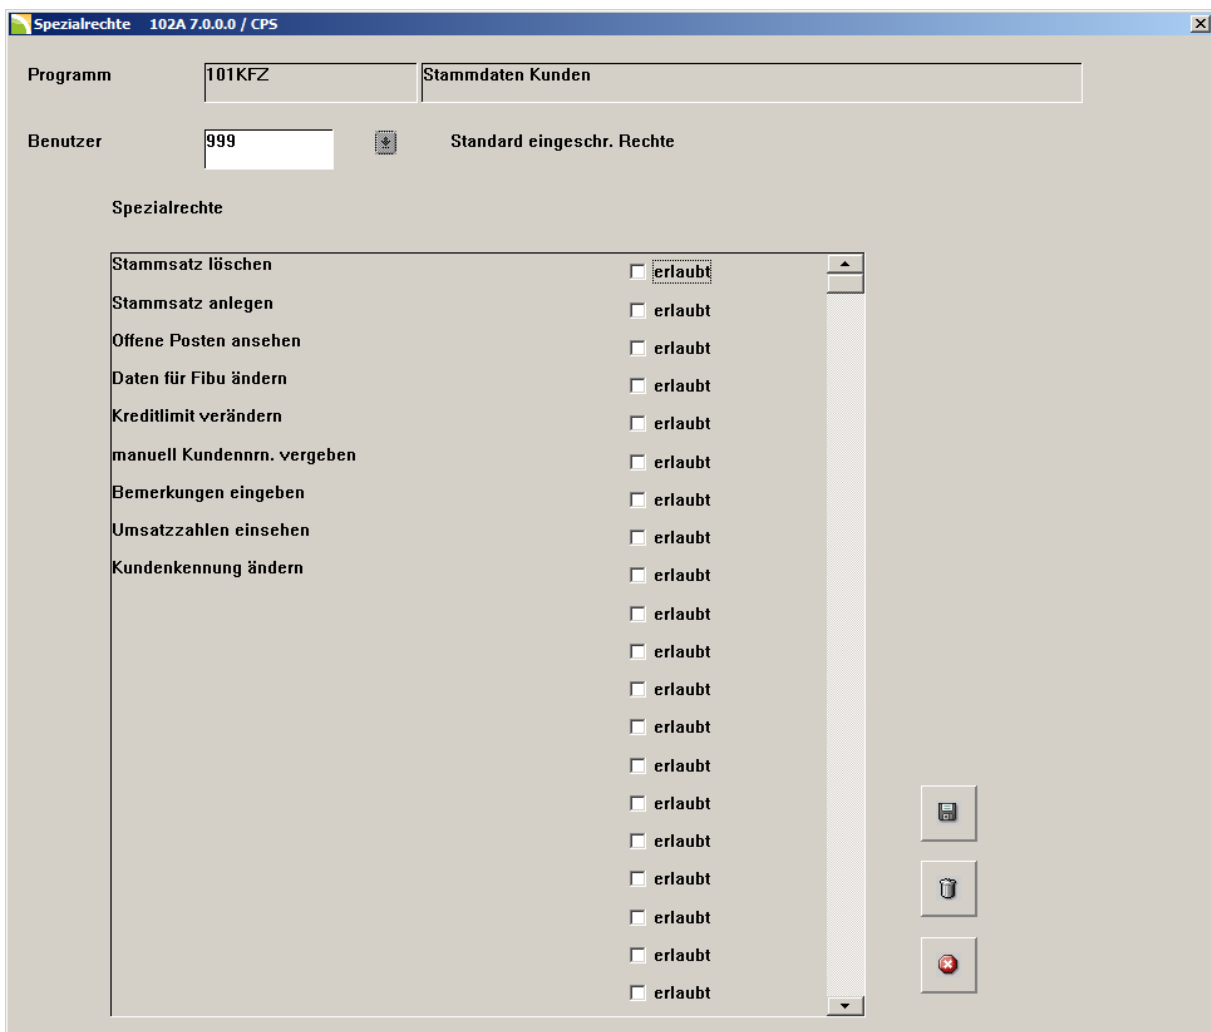 Spezialrechte 102A 7.0.0.0 / CPS
Programm 101KFZ Stammdaten Kunden
Benutzer 999 Standard eingeschr. Rechte
Spezialrechte
Stammsatz löschen erlaubt
Stammsatz anlegen erlaubt
Offene Posten ansehen erlaubt
Daten für Fibu ändern erlaubt
Kreditlimit verändern erlaubt
manuell Kundennrn. vergeben erlaubt
Bemerkungen eingeben erlaubt
Umsatzzahlen einsehen erlaubt
Kundenkennung ändern erlaubt
erlaubt
erlaubt
erlaubt
erlaubt
erlaubt
erlaubt
erlaubt
erlaubt
erlaubt
erlaubt
erlaubt